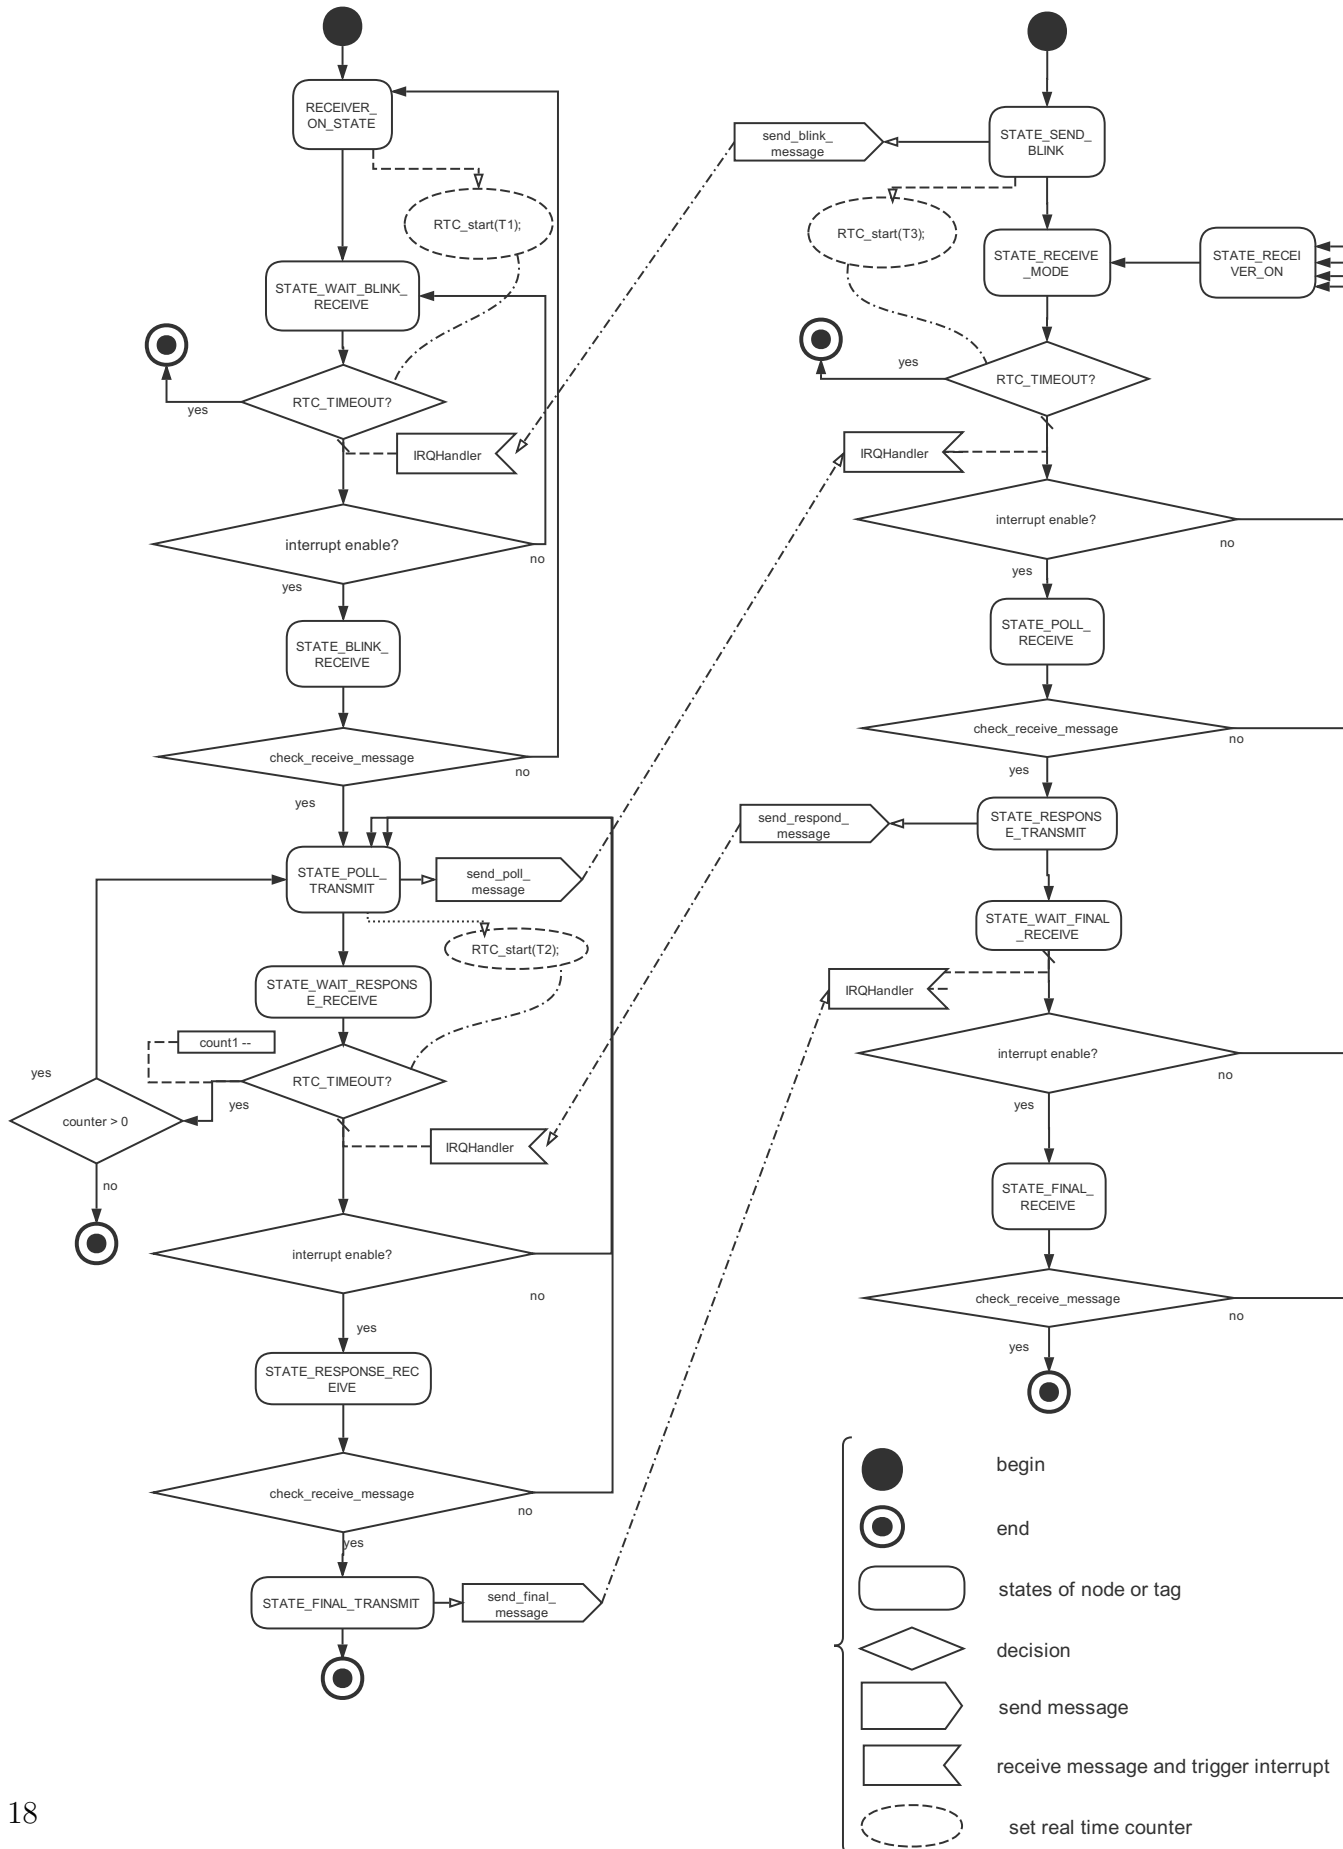 RECEIVER_
ON_STATE
RTC_start(T1);
STATE_WAIT_BLINK_
RECEIVE
RTC_TIMEOUT?
yes
IRQHandler
interrupt enable?
no
yes
STATE_BLINK_
RECEIVE
check_receive_message
no
yes
STATE_POLL_
TRANSMIT
send_poll_
message
RTC_start(T2);
STATE_WAIT_RESPONS
E_RECEIVE
count1 --
RTC_TIMEOUT?
yes
yes
counter > 0
no
IRQHandler
interrupt enable?
no
yes
STATE_RESPONSE_REC
EIVE
check_receive_message
no
yes
STATE_FINAL_TRANSMIT
send_final_
message
send_blink_
message
STATE_SEND_
BLINK
RTC_start(T3);
STATE_RECEIVE
_MODE
STATE_RECEI
VER_ON
yes
RTC_TIMEOUT?
IRQHandler
interrupt enable?
no
yes
STATE_POLL_
RECEIVE
check_receive_message
no
yes
send_respond_
message
STATE_RESPONS
E_TRANSMIT
STATE_WAIT_FINAL
_RECEIVE
IRQHandler
interrupt enable?
no
yes
STATE_FINAL_
RECEIVE
check_receive_message
no
yes
begin
end
states of node or tag
decision
send message
receive message and trigger interrupt
set real time counter
18